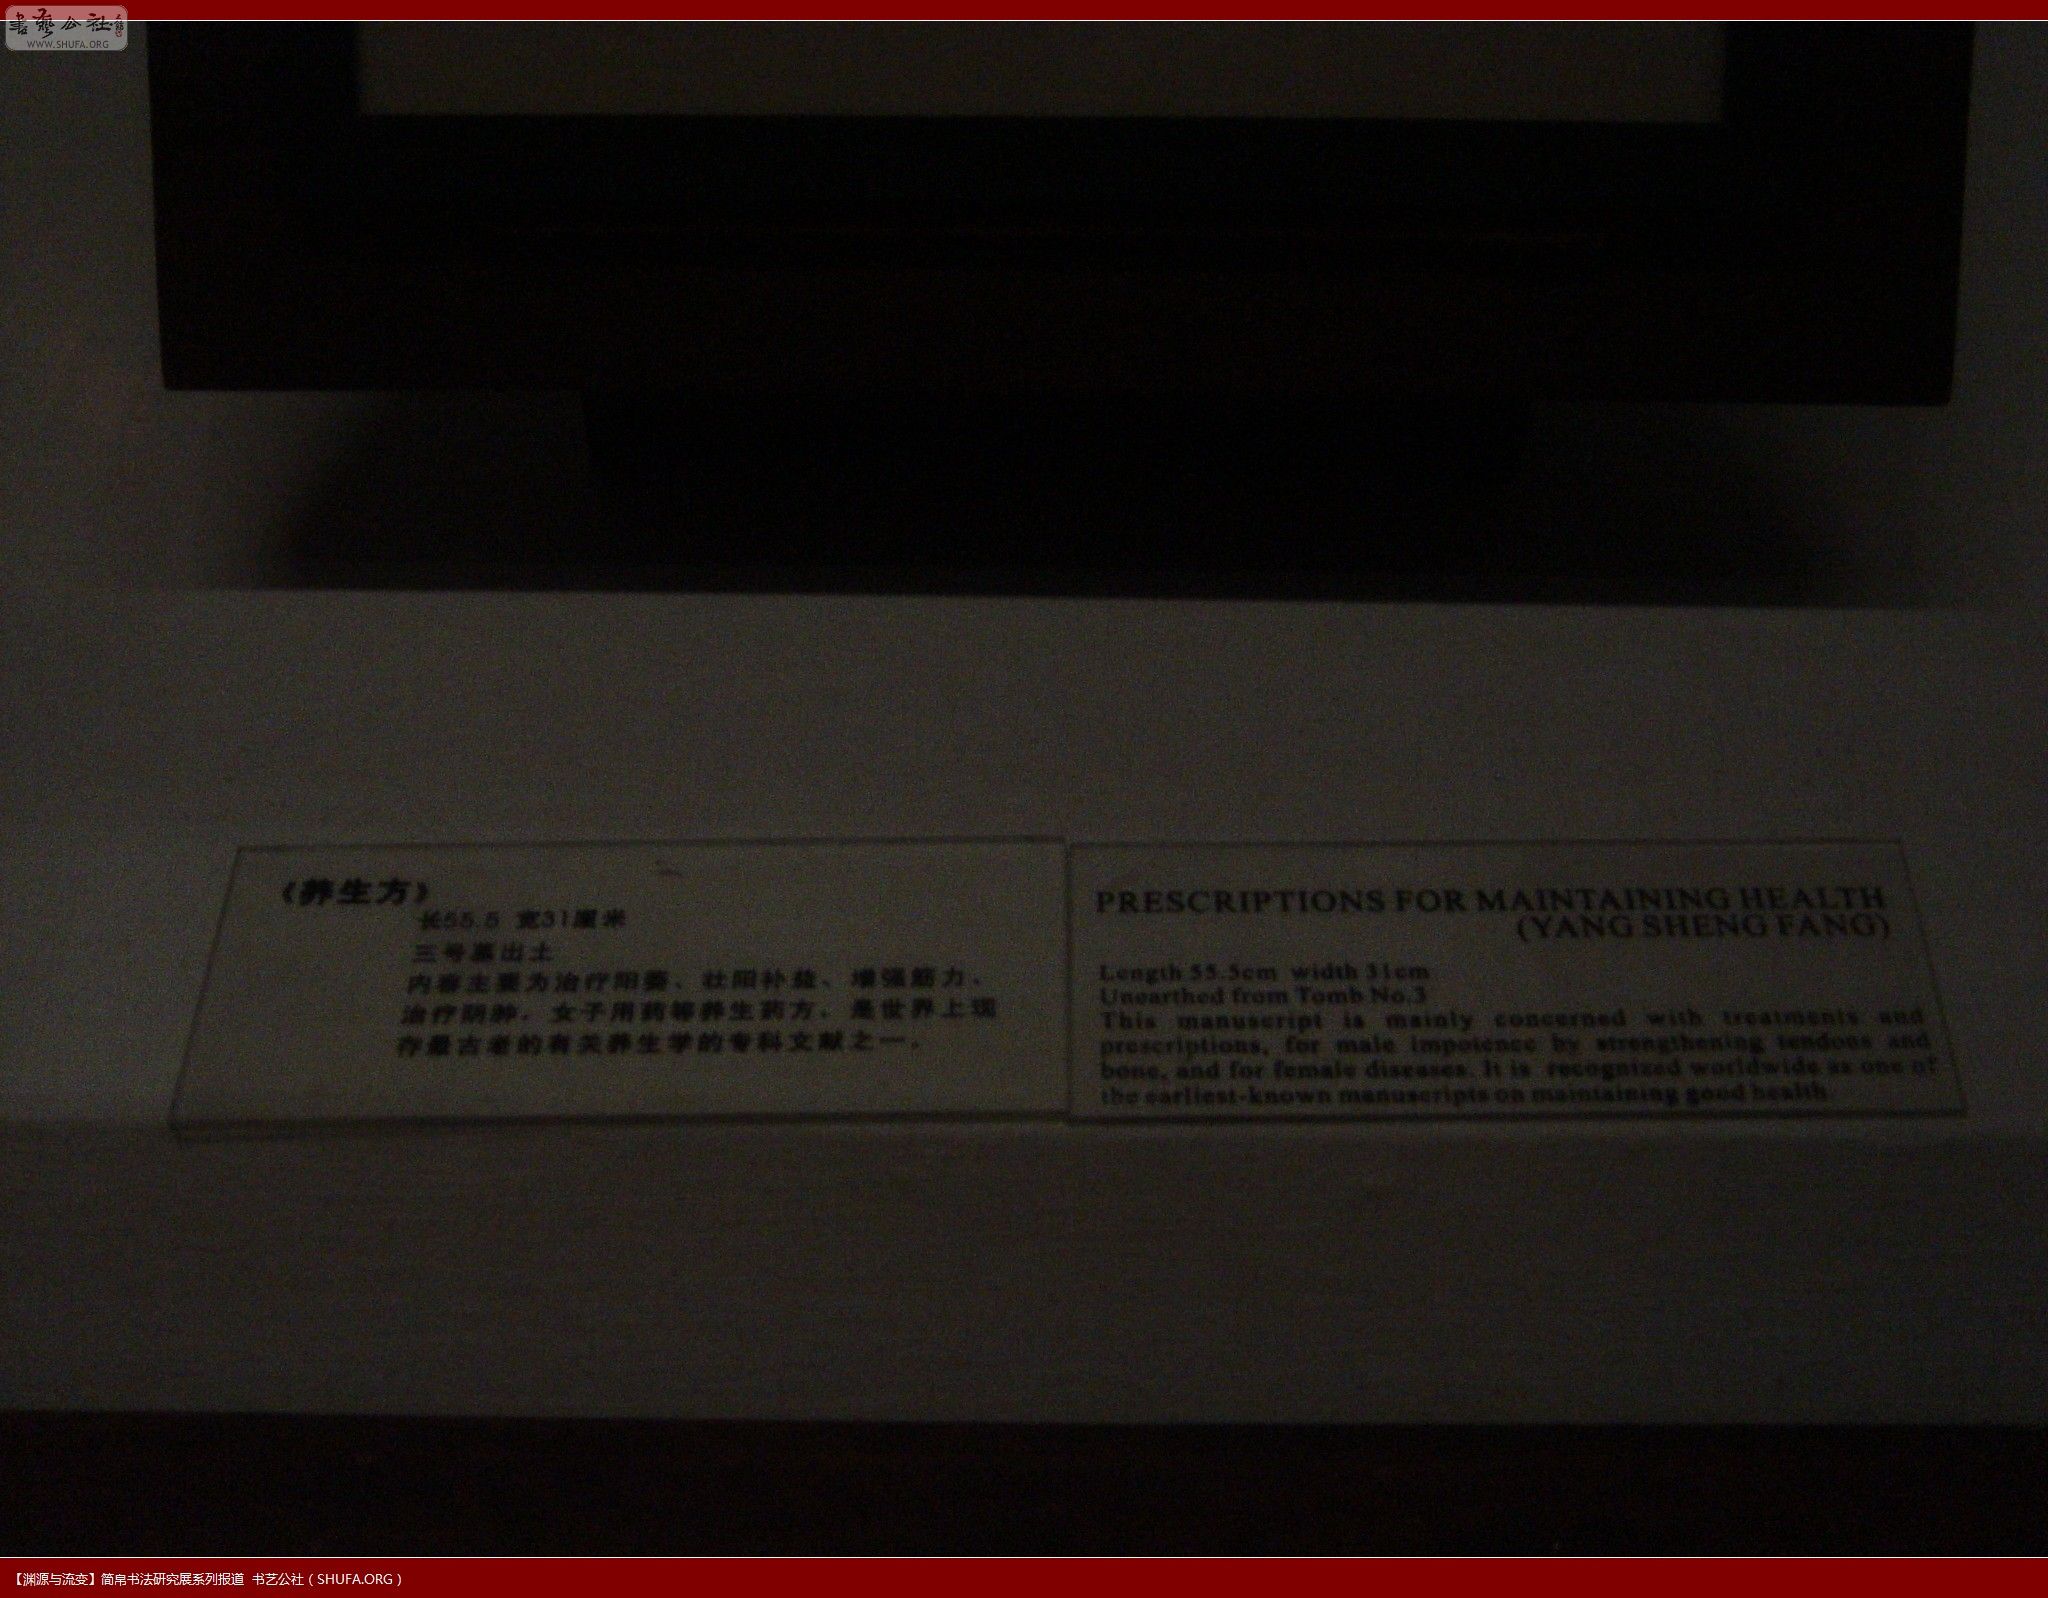 書藝公社
WWW.SHUFA.ORG
《养生方》
长55.5 宽31厘米
三号墓出土
内容主要为治疗阳萎、壮阳补益、增强筋力、
治疗阴肿、女子用药等养生药方，是世界上现
存最古老的有关养生学的专科文献之一。
PRESCRIPTIONS FOR MAINTAINING HEALTH
(YANG SHENG FANG)
Length 55.5cm width 31cm
Unearthed from Tomb No.3
This manuscript is mainly concerned with treatments and
prescriptions, for male impotence by strengthening tendons and
bone, and for female diseases. It is recognized worldwide as one of
the earliest-known manuscripts on maintaining good health.
【渊源与流变】简帛书法研究展系列报道 书艺公社（SHUFA.ORG）